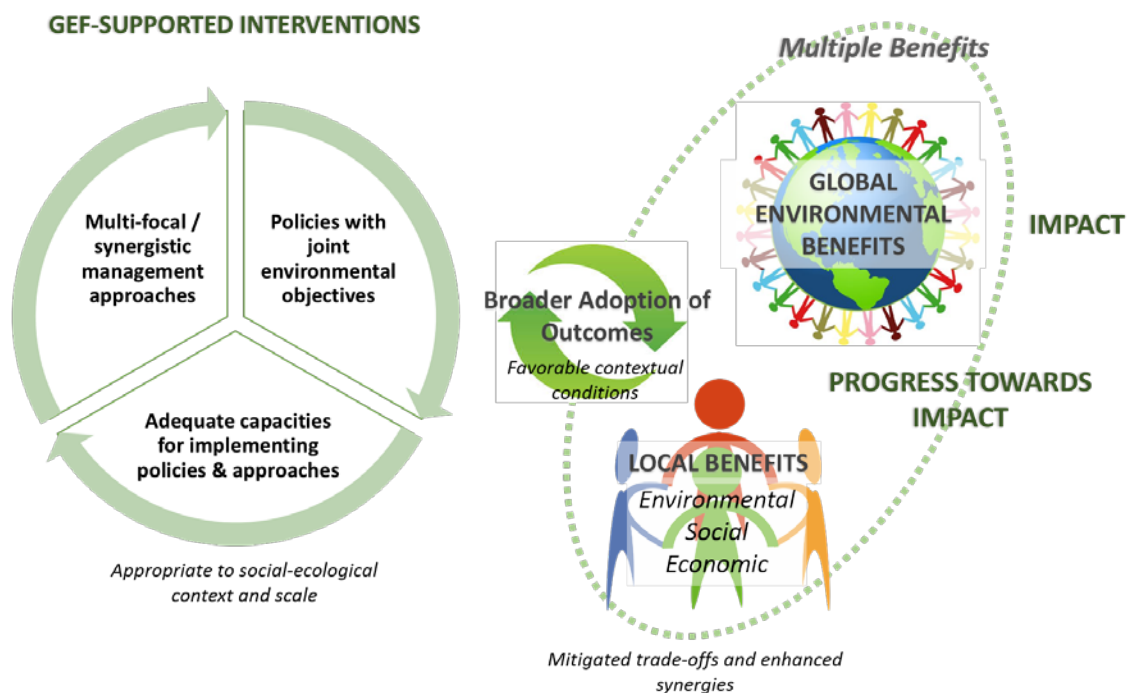 GEF-SUPPORTED INTERVENTIONS
Multi-focal /
synergistic
management
approaches
Policies with
joint
environmental
objectives
Adequate capacities
for implementing
policies & approaches
Appropriate to social-ecological
context and scale
Broader Adoption of
Outcomes
Favorable contextual
conditions
Multiple Benefits
GLOBAL
ENVIRONMENTAL
BENEFITS
IMPACT
PROGRESS TOWARDS
IMPACT
LOCAL BENEFITS
Environmental
Social
Economic
Mitigated trade-offs and enhanced
synergies